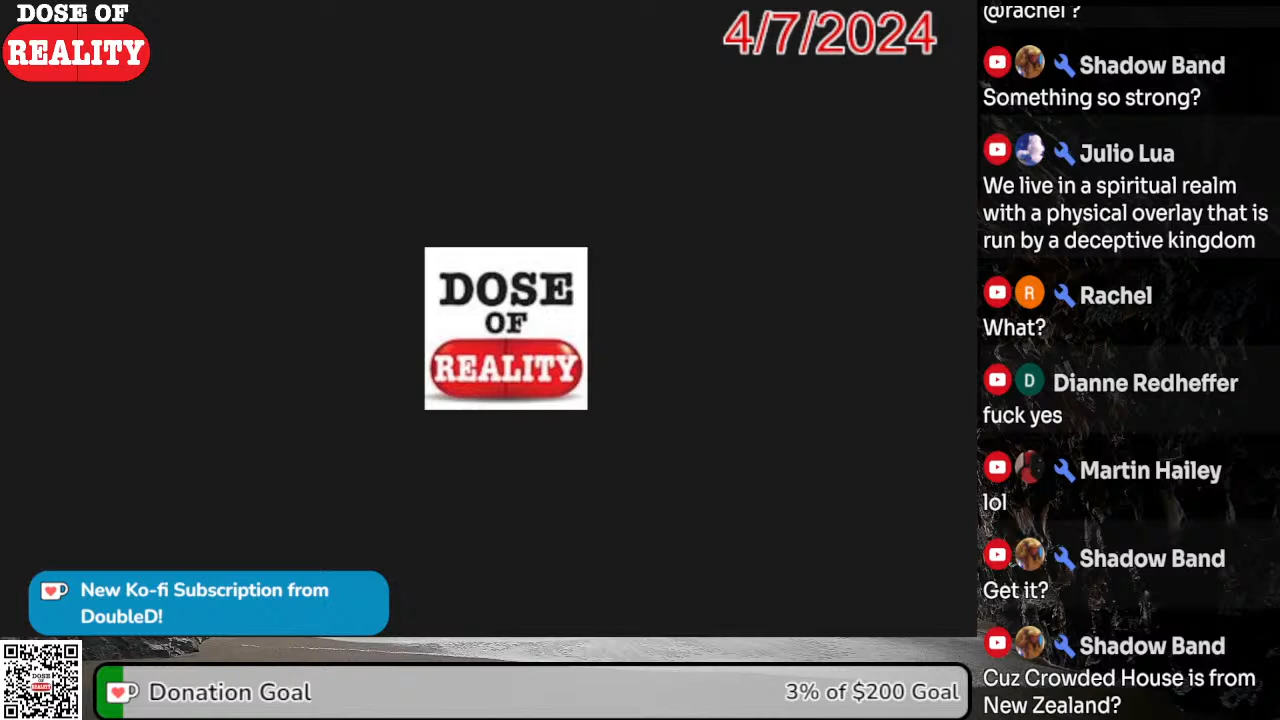 DOSE OF
REALITY
4/7/2024
DOSE
OF
REALITY
New Ko-fi Subscription from
DoubleD!
Donation Goal
3% of $200 Goal
@rachel ?
Shadow Band
Something so strong?
Julio Lua
We live in a spiritual realm
with a physical overlay that is
run by a deceptive kingdom
R
Rachel
What?
D
Dianne Redheffer
fuck yes
Martin Hailey
lol
Shadow Band
Get it?
Shadow Band
Cuz Crowded House is from
New Zealand?
DOSE
OF
REALITY